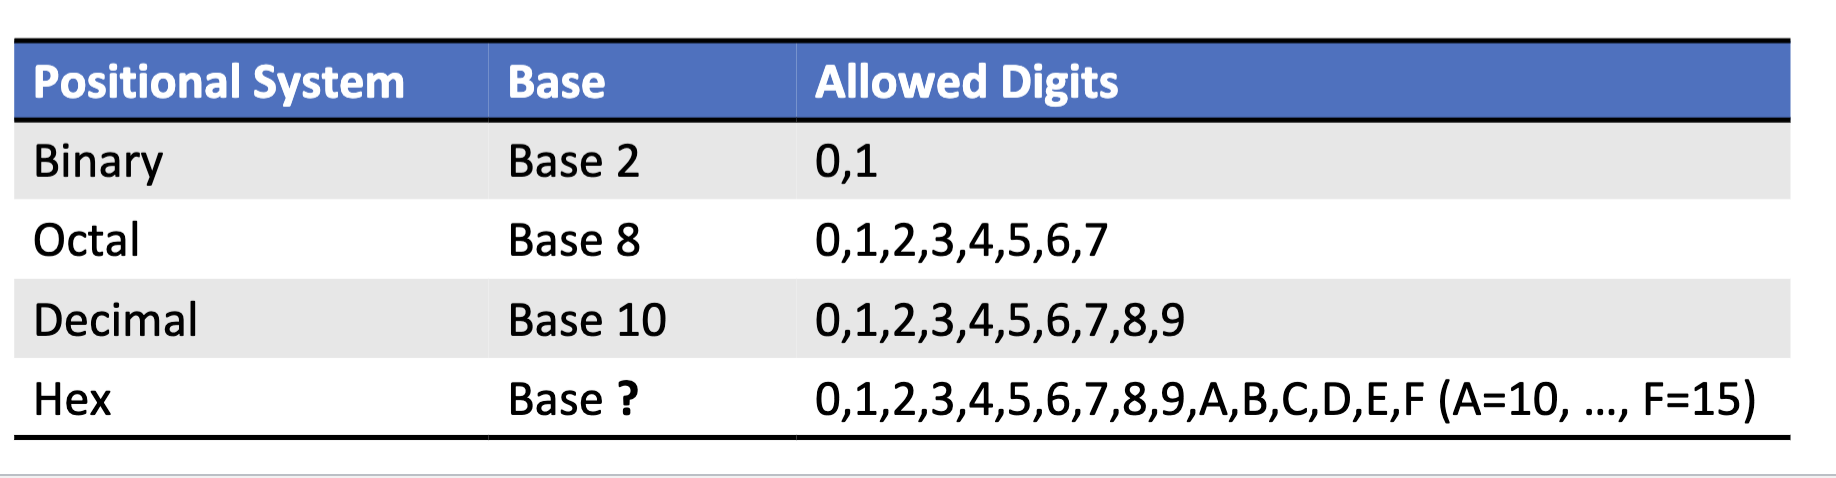 Positional System Base Allowed Digits
Binary Base 2 0,1
Octal Base 8 0,1,2,3,4,5,6,7
Decimal Base 10 0,1,2,3,4,5,6,7,8,9
Hex Base ? 0,1,2,3,4,5,6,7,8,9,A,B,C,D,E,F (A=10, ..., F=15)